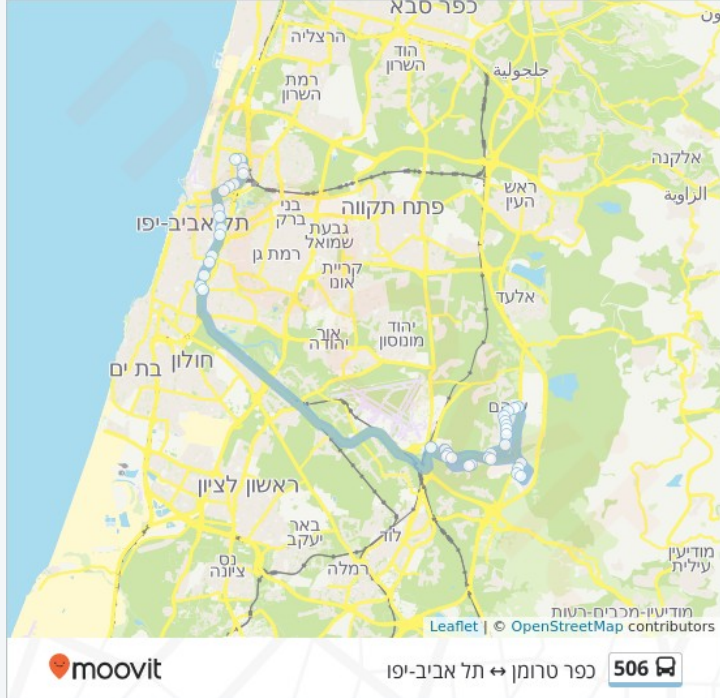 כפר סבא
הרצליה
הוד
השרון
ג׳לג׳וליה
רמת
השרון
אלקנה
ראש
העין
الزاوية
פתח תקווה
בני
ברק
תל אביב-יפו
גבעת
שמואל
רמת גן
קריית
אונו
אלעד
יהוד
מונוסון
אור
יהודה
חולון
בת ים
ראשון לציון
באר
יעקב
לוד
נס
ציונה
רמלה
מודיעין
עילית
מודיעין-מכבים-רעות
Leaflet | © OpenStreetMap contributors
moovit
506 כפר טרומן ↔ תל אביב-יפו